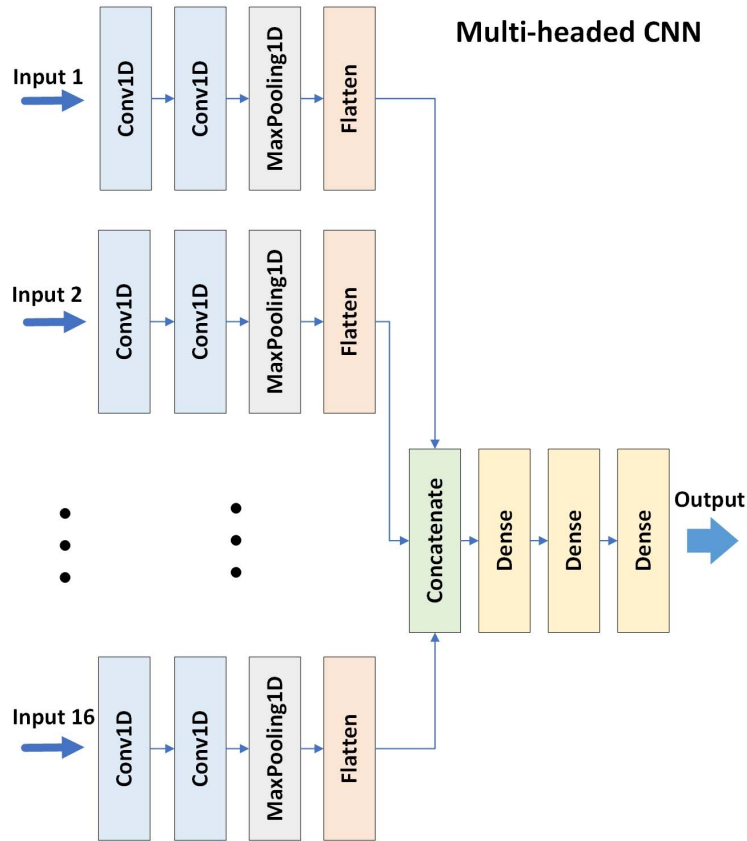 Multi-headed CNN
Input 1
Conv1D
Conv1D
MaxPooling1D
Flatten
Input 2
Conv1D
Conv1D
MaxPooling1D
Flatten
Concatenate
Dense
Dense
Dense
Output
Input 16
Conv1D
Conv1D
MaxPooling1D
Flatten